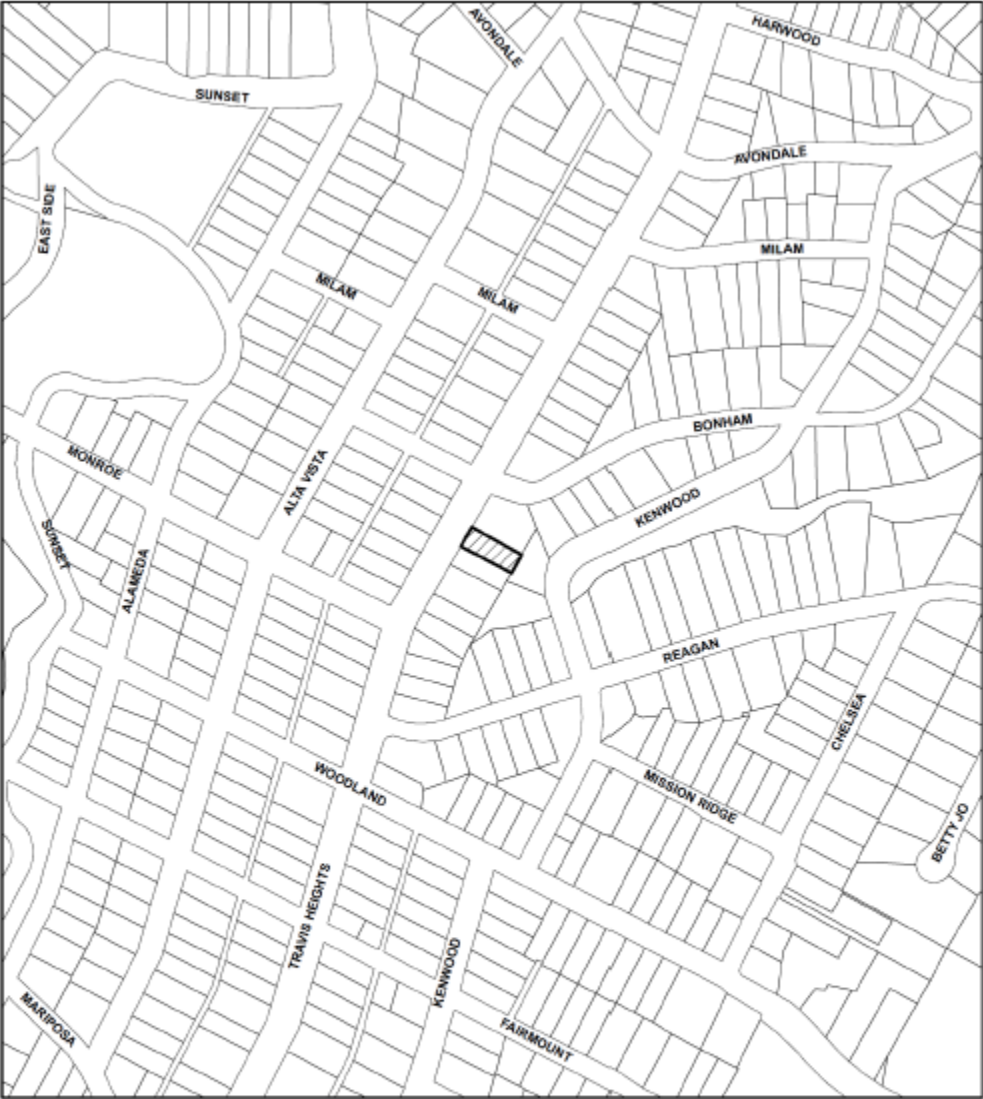 AVONDALE
HARWOOD
SUNSET
AVONDALE
EAST SIDE
MILAM
MILAM
MILAM
BONHAM
MONROE
ALTA VISTA
KENWOOD
SUNSET
ALAMEDA
REAGAN
CHELSEA
WOODLAND
MISSION RIDGE
BETTY JO
TRAVIS HEIGHTS
KENWOOD
MARIPOSA
FAIRMOUNT